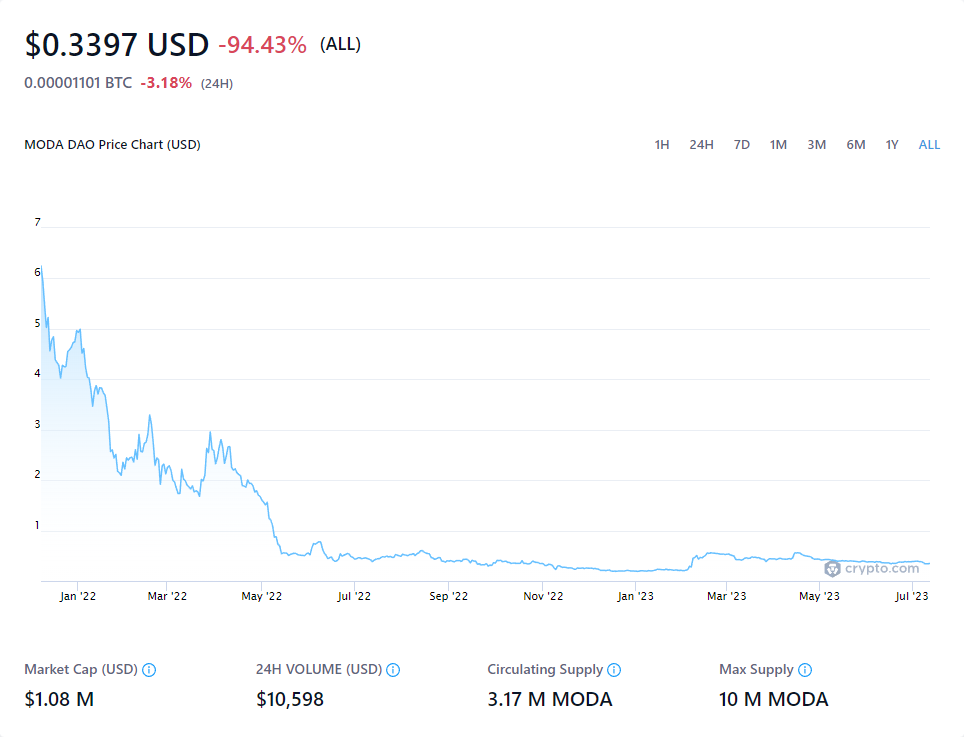 $0.3397 USD -94.43% (ALL)
0.00001101 BTC -3.18% (24H)
MODA DAO Price Chart (USD) 1H 24H 7D 1M 3M 6M 1Y ALL
7
6
5
4
3
2
1
crypto.com
Jan '22 Mar '22 May '22 Jul '22 Sep '22 Nov '22 Jan '23 Mar '23 May '23 Jul '23
Market Cap (USD) 24H VOLUME (USD) Circulating Supply Max Supply
$1.08 M $10,598 3.17 M MODA 10 M MODA